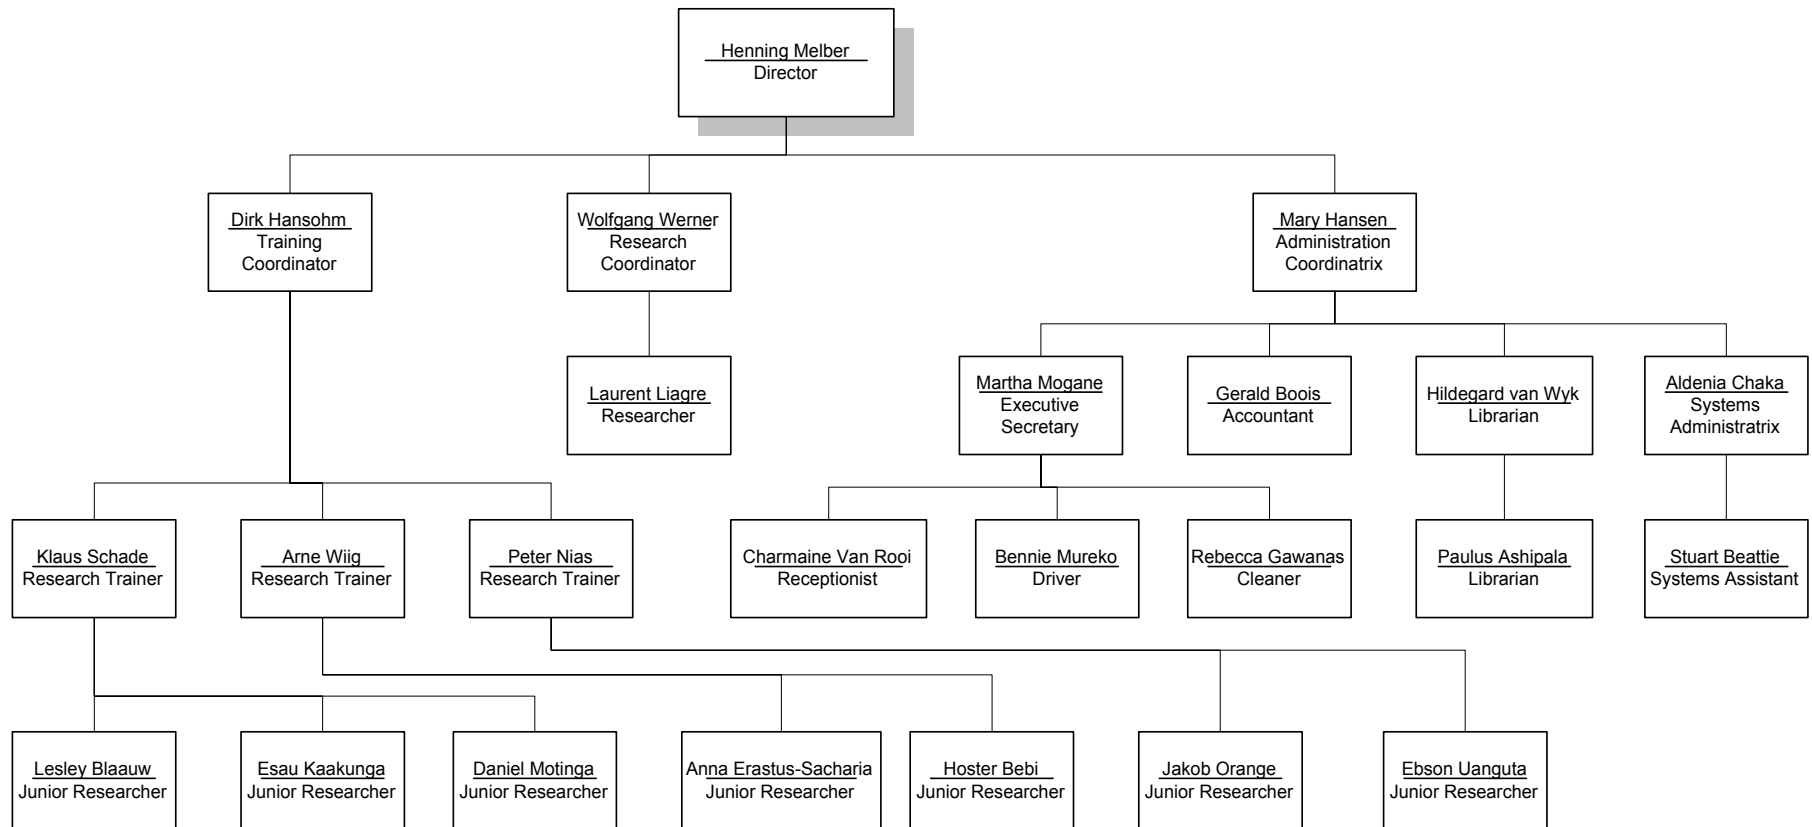 Henning Melber
Director
Dirk Hansohm
Training
Coordinator
Wolfgang Werner
Research
Coordinator
Mary Hansen
Administration
Coordinatrix
Laurent Liagre
Researcher
Martha Mogane
Executive
Secretary
Gerald Boois
Accountant
Hildegard van Wyk
Librarian
Aldenia Chaka
Systems
Administratrix
Klaus Schade
Research Trainer
Arne Wiig
Research Trainer
Peter Nias
Research Trainer
Charmaine Van Rooi
Receptionist
Bennie Mureko
Driver
Rebecca Gawanas
Cleaner
Paulus Ashipala
Librarian
Stuart Beattie
Systems Assistant
Lesley Blaauw
Junior Researcher
Esau Kaakunga
Junior Researcher
Daniel Motinga
Junior Researcher
Anna Erastus-Sacharia
Junior Researcher
Hoster Bebi
Junior Researcher
Jakob Orange
Junior Researcher
Ebson Uanguta
Junior Researcher